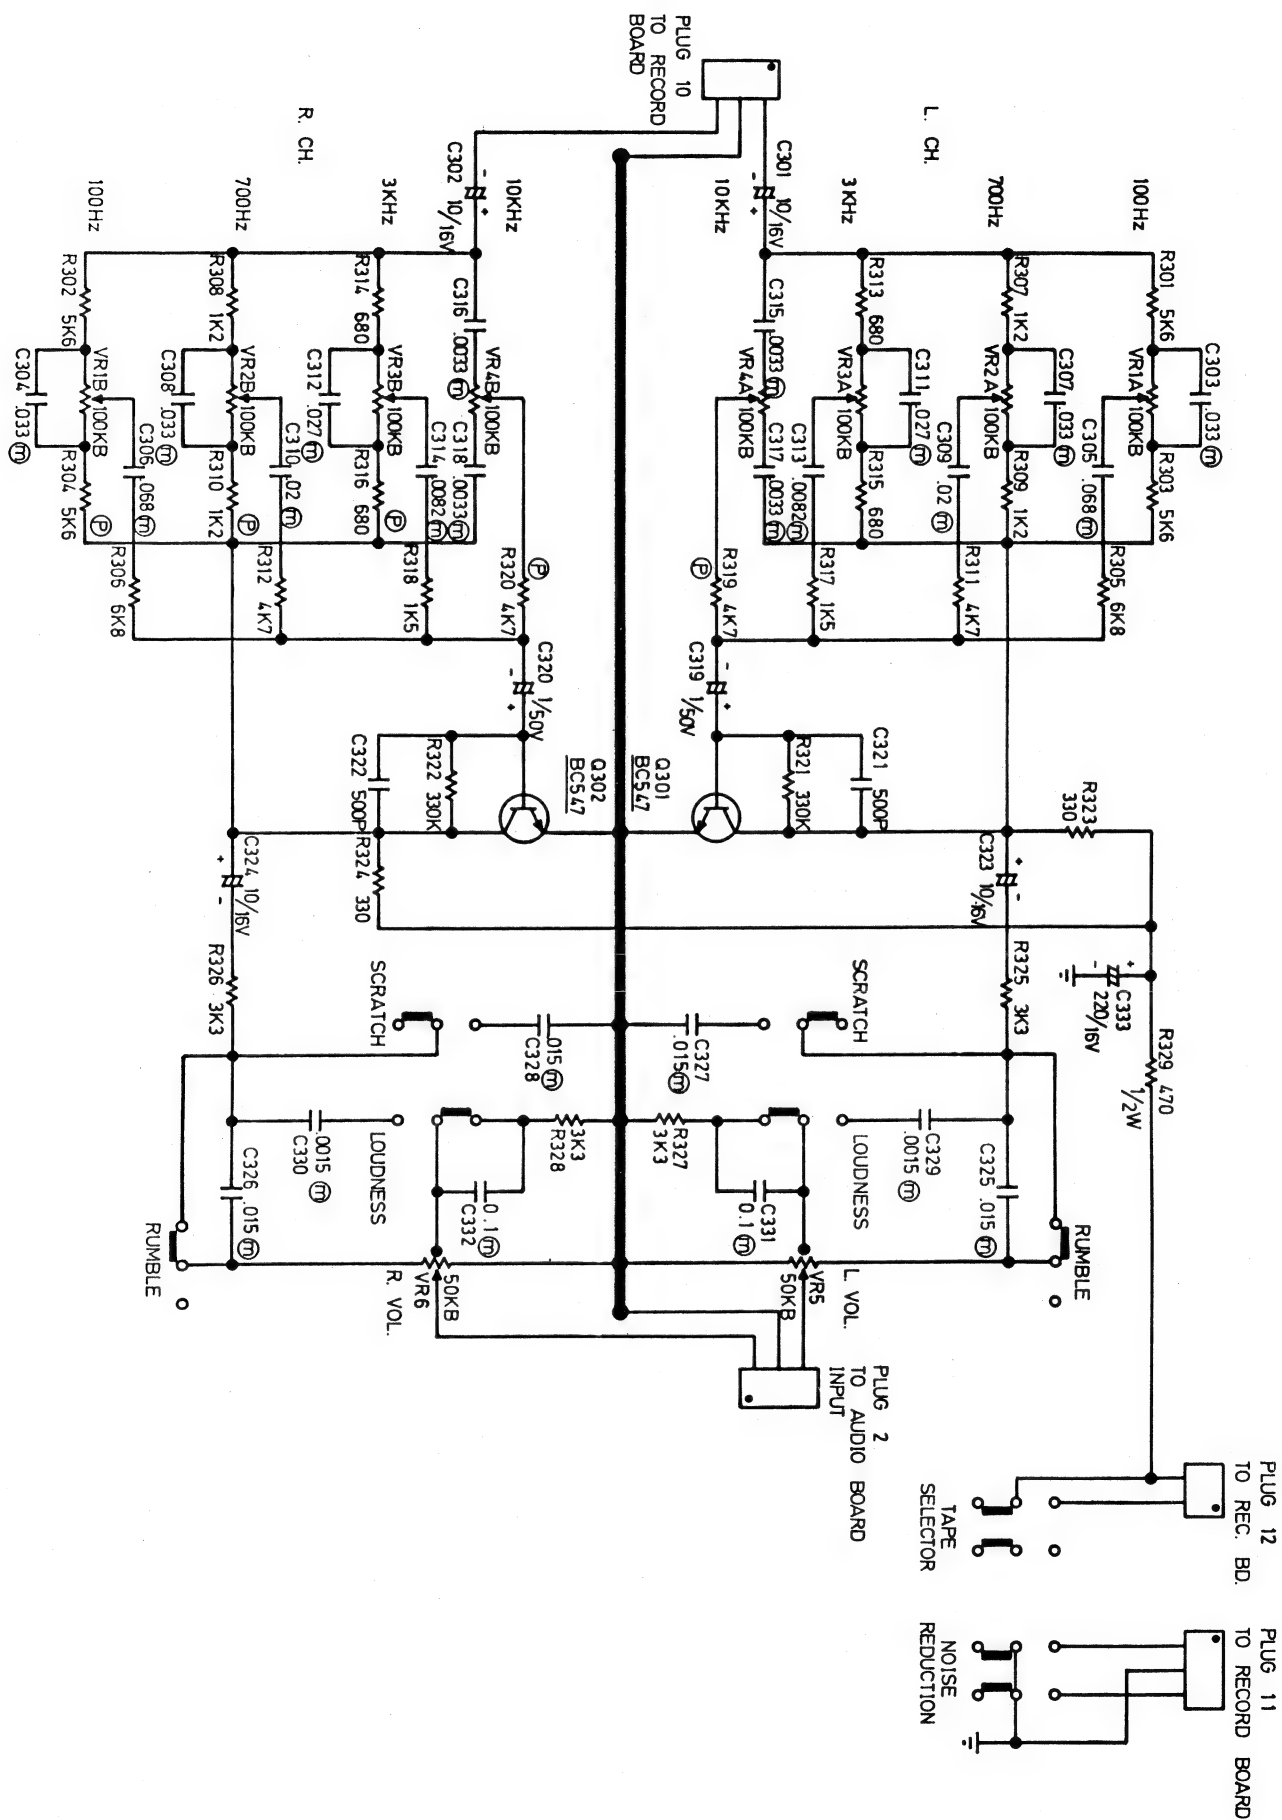 PLUG 10
TO RECORD
BOARD
L. CH.
R. CH.
100Hz
700Hz
3KHz
10KHz
10KHz
3KHz
700Hz
100Hz
C301 10/16V
- +
C302 10/16V
- +
R301 5K6
VR1A 100KB
C303 .033 m
R303 5K6
C305 .068 m
R305 6K8
R307 1K2
VR2A 100KB
C307 .033 m
R309 1K2
C309 .02 m
R311 4K7
R313 680
VR3A 100KB
C311 .027 m
R315 680
C313 .0082 m
R317 1K5
C315 .0033 m
VR4A 100KB
C317 .0033 m
R319 4K7
P
C316 .0033 m
VR4B 100KB
C318 .0033 m
R320 4K7
P
R314 680
VR3B 100KB
C312 .027 m
R316 680
P
C314 .0082 m
R318 1K5
R308 1K2
VR2B 100KB
C308 .033 m
R310 1K2
P
C310 .02 m
R312 4K7
R302 5K6
VR1B 100KB
C304 .033 m
R304 5K6
P
C306 .068 m
R306 6K8
C319 1/50V
- +
C320 1/50V
- +
C321 500P
R321 330K
Q301
BC547
Q302
BC547
R322 330K
C322 500P
R323
330
R324 330
C323 10/16V
+ -
C324 10/16V
+ -
R325 3K3
R326 3K3
C333
220/16V
+ -
R329 470
1/2W
SCRATCH
C327
.015 m
SCRATCH
.015 m
C328
LOUDNESS
C329
.0015 m
C325 .015 m
R327
3K3
C331
0.1 m
LOUDNESS
.0015 m
C330
C326 .015 m
3K3
R328
0.1 m
C332
RUMBLE
RUMBLE
L. VOL.
VR5
50KB
50KB
VR6
R. VOL.
PLUG 2
TO AUDIO BOARD
INPUT
PLUG 12
TO REC. BD.
TAPE
SELECTOR
PLUG 11
TO RECORD BOARD
NOISE
REDUCTION